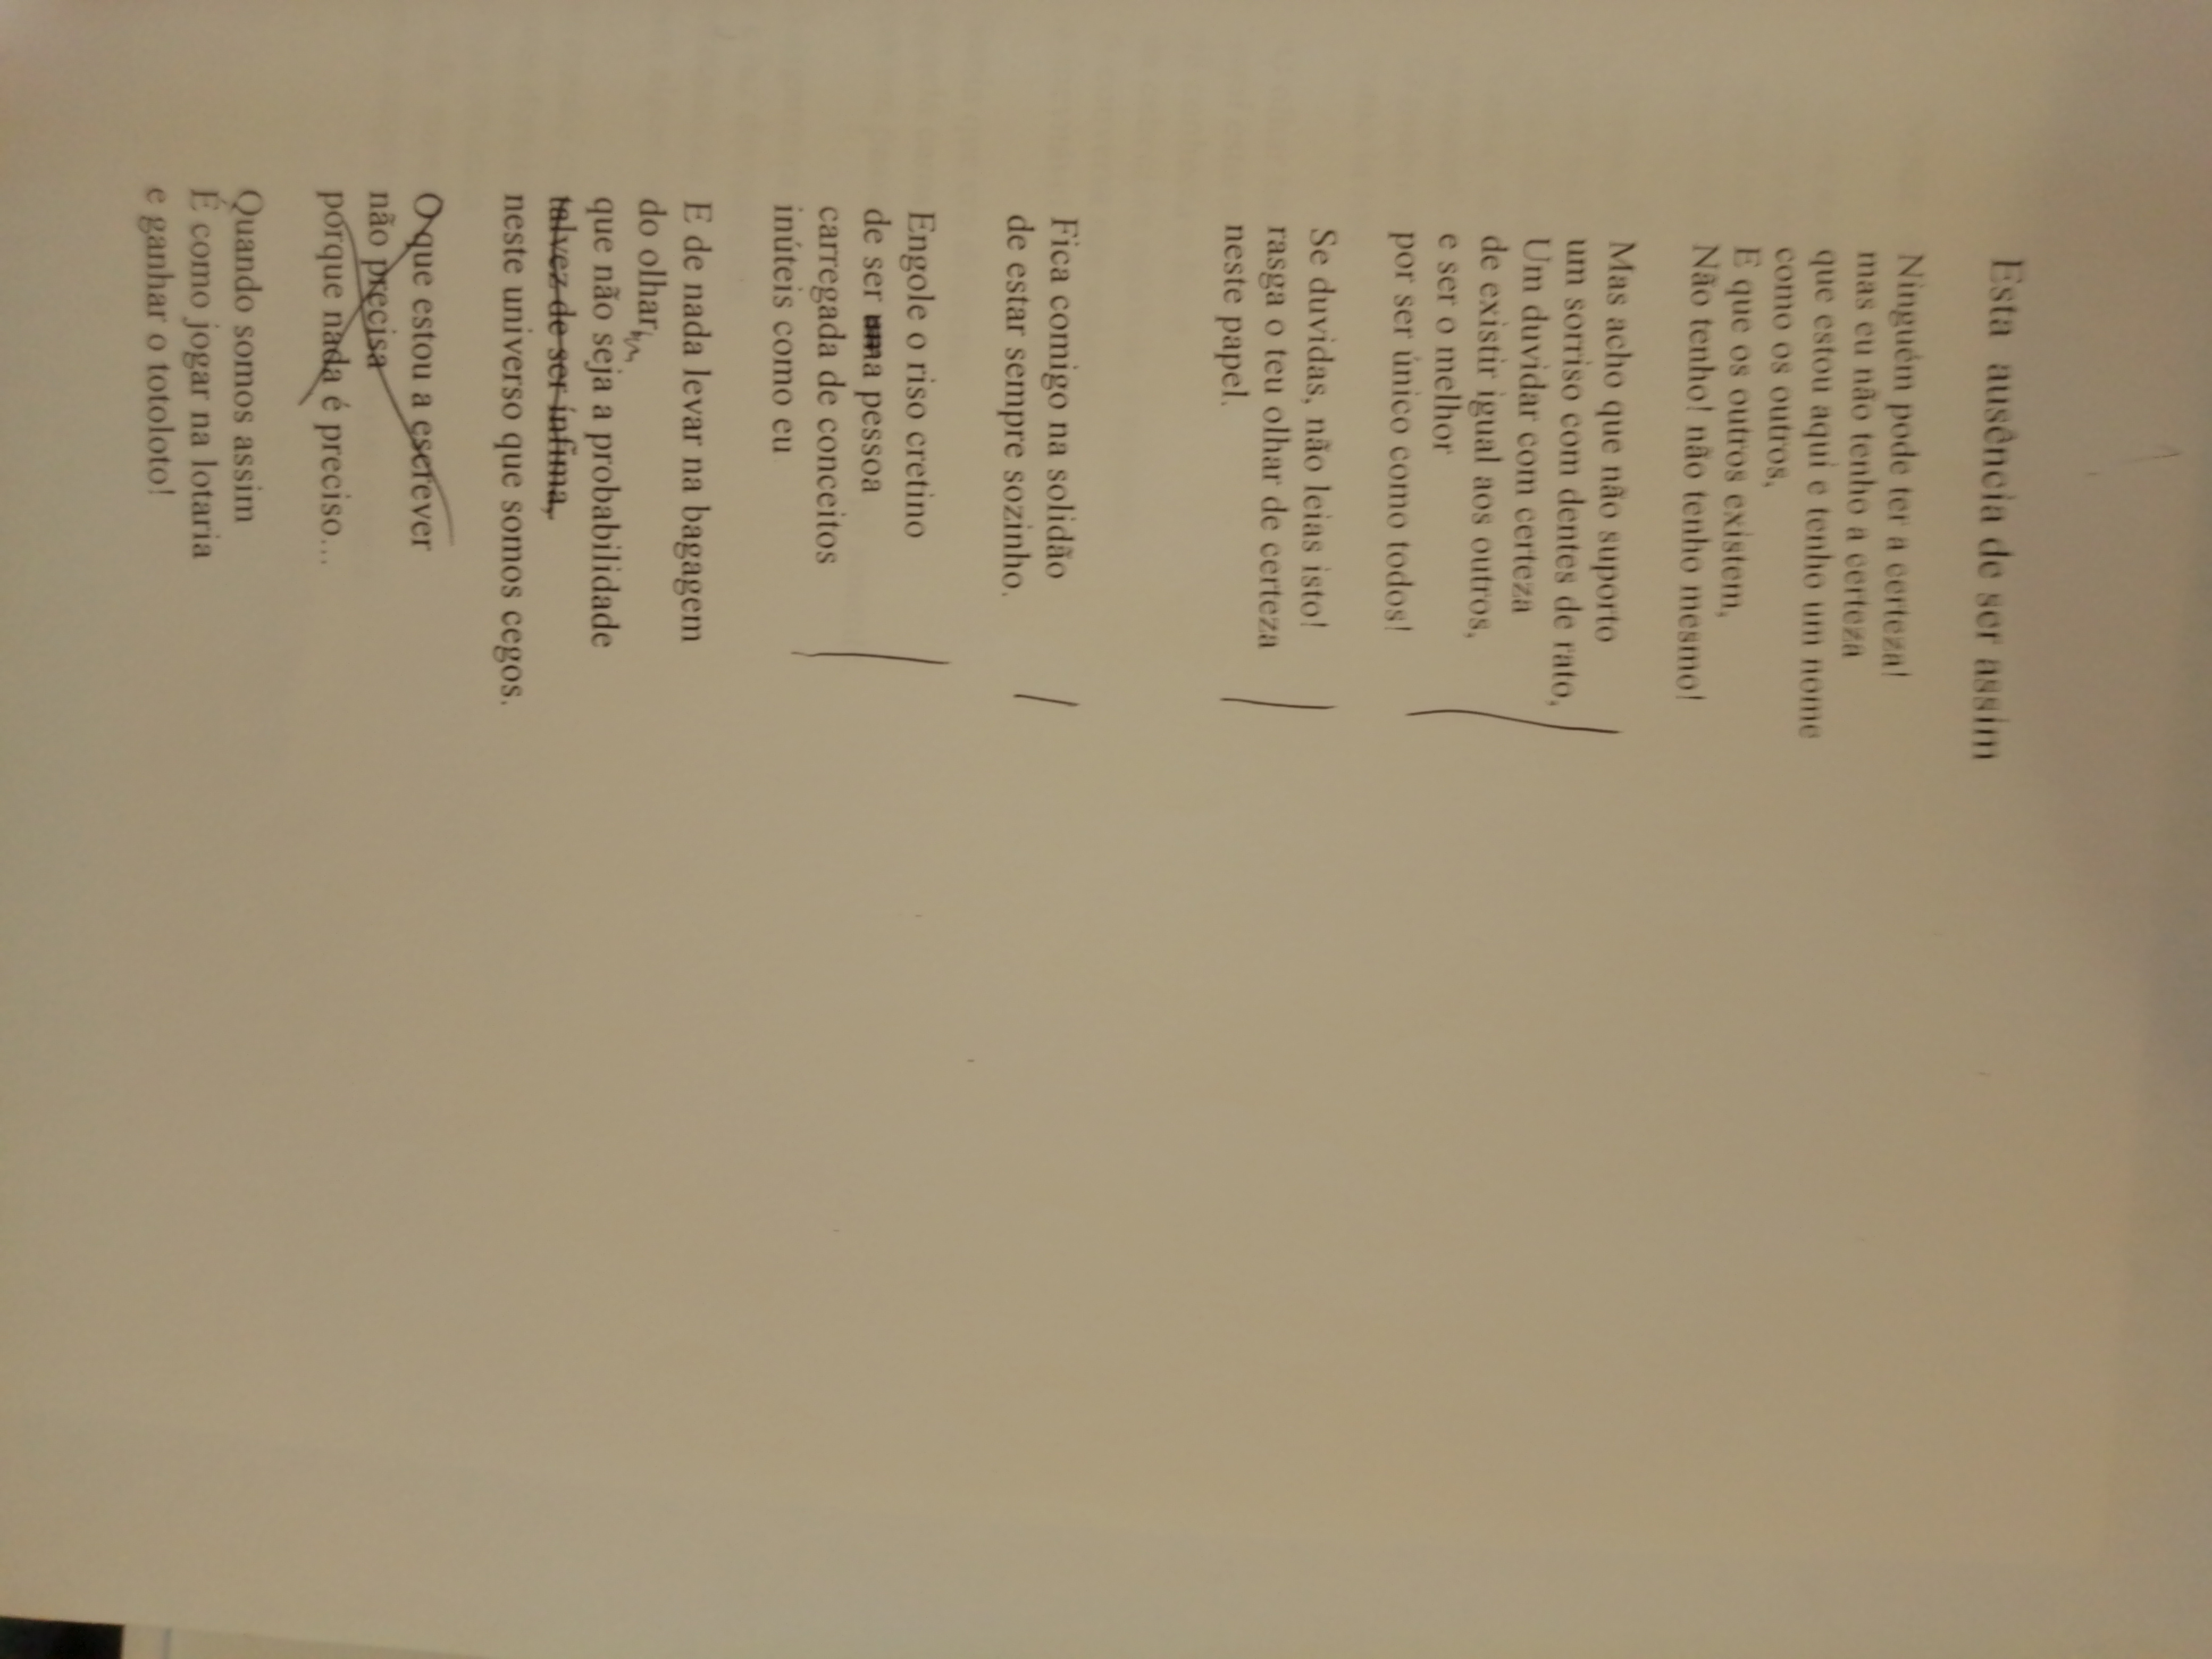 Esta ausência de ser assim
Ninguém pode ter a certeza!
mas eu não tenho a certeza
que estou aqui e tenho um nome
como os outros,
E que os outros existem,
Não tenho! não tenho mesmo!
Mas acho que não suporto
um sorriso com dentes de rato,
Um duvidar com certeza
de existir igual aos outros,
e ser o melhor
por ser único como todos!
Se duvidas, não leias isto!
rasga o teu olhar de certeza
neste papel.
Fica comigo na solidão
de estar sempre sozinho.
Engole o riso cretino
de ser uma pessoa
carregada de conceitos
inúteis como eu
E de nada levar na bagagem
do olhar
que não seja a probabilidade
talvez de ser ínfima,
neste universo que somos cegos.
O que estou a escrever
não precisa
porque nada é preciso...
Quando somos assim
É como jogar na lotaria
e ganhar o totoloto!